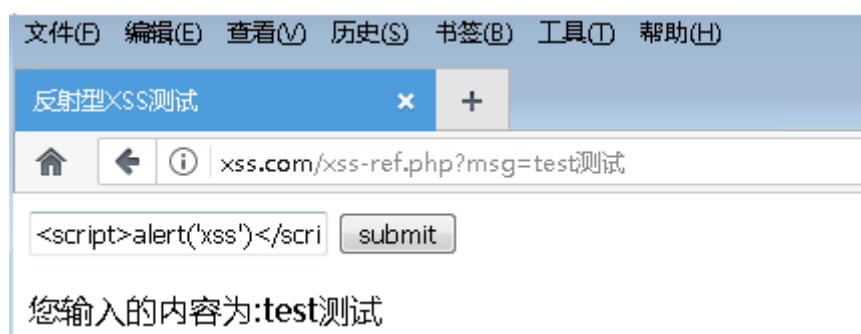 文件(F) 编辑(E) 查看(V) 历史(S) 书签(B) 工具(T) 帮助(H)
反射型XSS测试 × +
xss.com/xss-ref.php?msg=test测试
<script>alert('xss')</scri submit
您输入的内容为:test测试